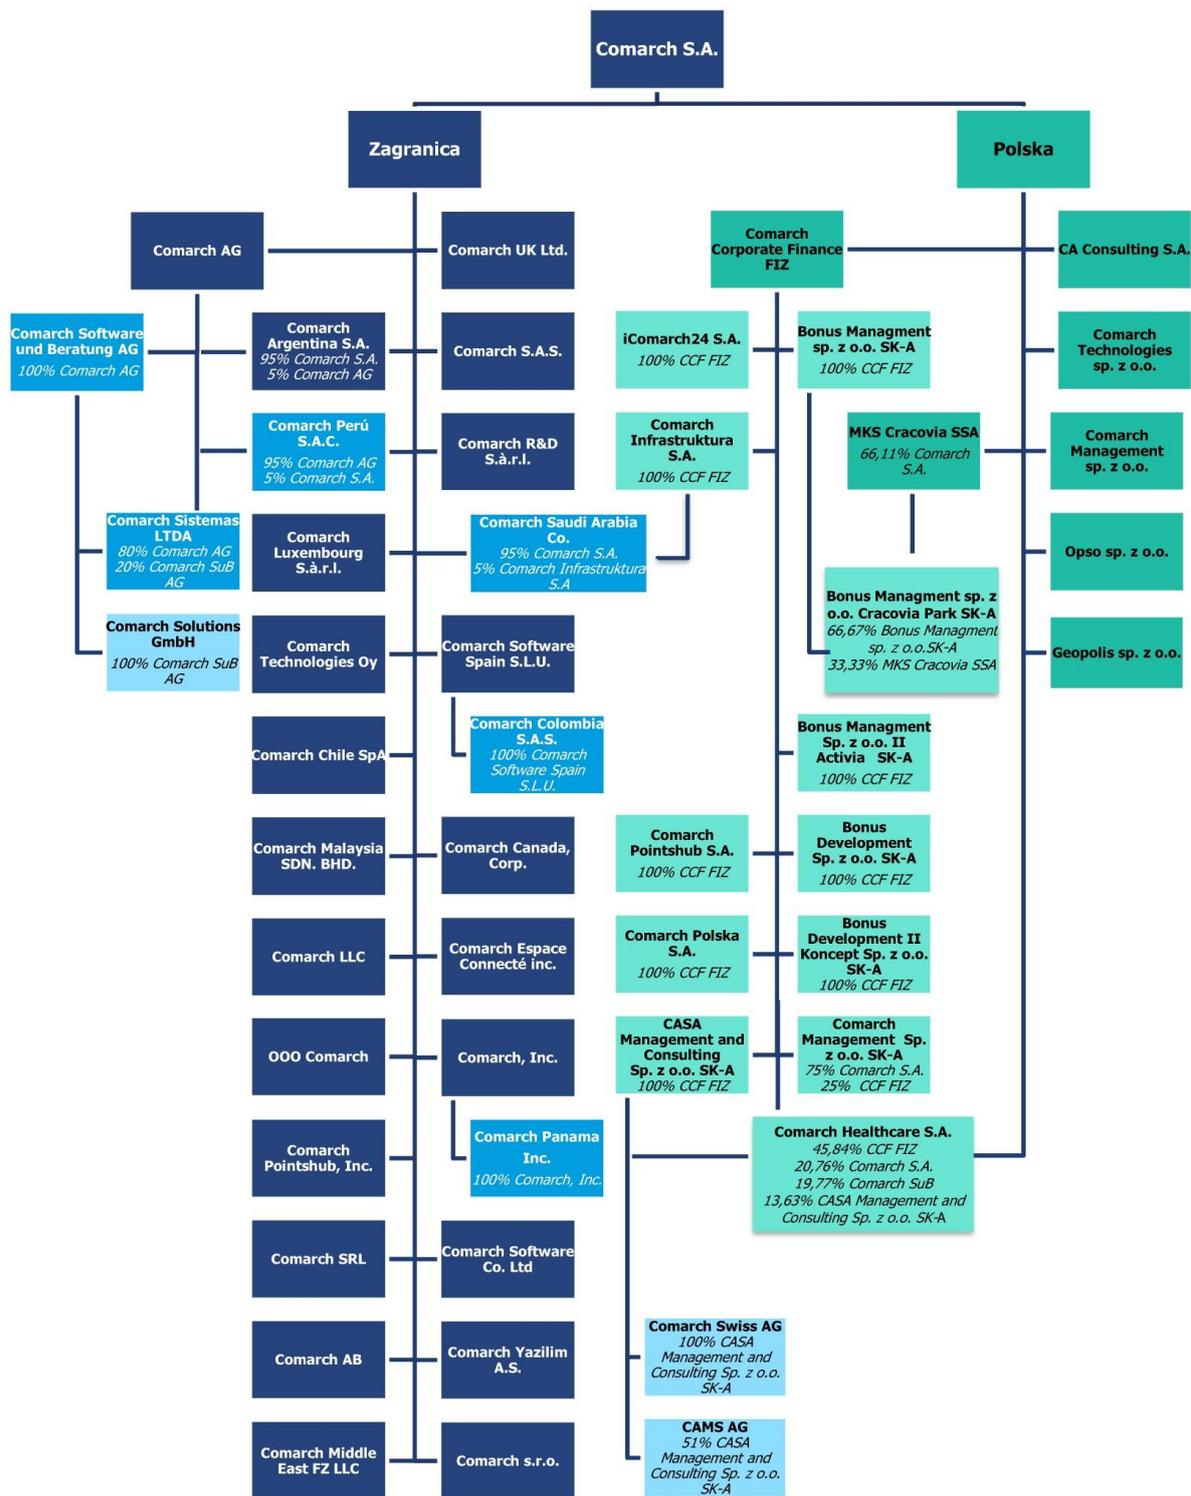 Comarch S.A.
Zagranica
Polska
Comarch AG
Comarch UK Ltd.
Comarch
Corporate Finance
FIZ
CA Consulting S.A.
Comarch Software
und Beratung AG
100% Comarch AG
Comarch
Argentina S.A.
95% Comarch S.A.
5% Comarch AG
Comarch S.A.S.
iComarch24 S.A.
100% CCF FIZ
Bonus Managment
sp. z o.o. SK-A
100% CCF FIZ
Comarch
Technologies
sp. z o.o.
Comarch Perú
S.A.C.
95% Comarch AG
5% Comarch S.A.
Comarch R&D
S.à.r.l.
Comarch
Infrastruktura
S.A.
100% CCF FIZ
MKS Cracovia SSA
66,11% Comarch
S.A.
Comarch
Management
sp. z o.o.
Comarch Sistemas
LTDA
80% Comarch AG
20% Comarch SuB
AG
Comarch
Luxembourg
S.à.r.l.
Comarch Saudi Arabia
Co.
95% Comarch S.A.
5% Comarch Infrastruktura
S.A
Opso sp. z o.o.
Bonus Managment sp. z
o.o. Cracovia Park SK-A
66,67% Bonus Managment
sp. z o.o.SK-A
33,33% MKS Cracovia SSA
Comarch Solutions
GmbH
100% Comarch SuB
AG
Comarch
Technologies Oy
Comarch Software
Spain S.L.U.
Geopolis sp. z o.o.
Comarch Chile SpA
Comarch Colombia
S.A.S.
100% Comarch
Software Spain
S.L.U.
Bonus Managment
Sp. z o.o. II
Activia SK-A
100% CCF FIZ
Comarch Malaysia
SDN. BHD.
Comarch Canada,
Corp.
Comarch
Pointshub S.A.
100% CCF FIZ
Bonus
Development
Sp. z o.o. SK-A
100% CCF FIZ
Comarch LLC
Comarch Espace
Connecté inc.
Comarch Polska
S.A.
100% CCF FIZ
Bonus
Development II
Koncept Sp. z o.o.
SK-A
100% CCF FIZ
OOO Comarch
Comarch, Inc.
CASA
Management and
Consulting
Sp. z o.o. SK-A
100% CCF FIZ
Comarch
Management Sp.
z o.o. SK-A
75% Comarch S.A.
25% CCF FIZ
Comarch
Pointshub, Inc.
Comarch Panama
Inc.
100% Comarch, Inc.
Comarch Healthcare S.A.
45,84% CCF FIZ
20,76% Comarch S.A.
19,77% Comarch SuB
13,63% CASA Management and
Consulting Sp. z o.o. SK-A
Comarch SRL
Comarch Software
Co. Ltd
Comarch AB
Comarch Yazilim
A.S.
Comarch Swiss AG
100% CASA
Management and
Consulting Sp. z o.o.
SK-A
Comarch Middle
East FZ LLC
Comarch s.r.o.
CAMS AG
51% CASA
Management and
Consulting Sp. z o.o.
SK-A